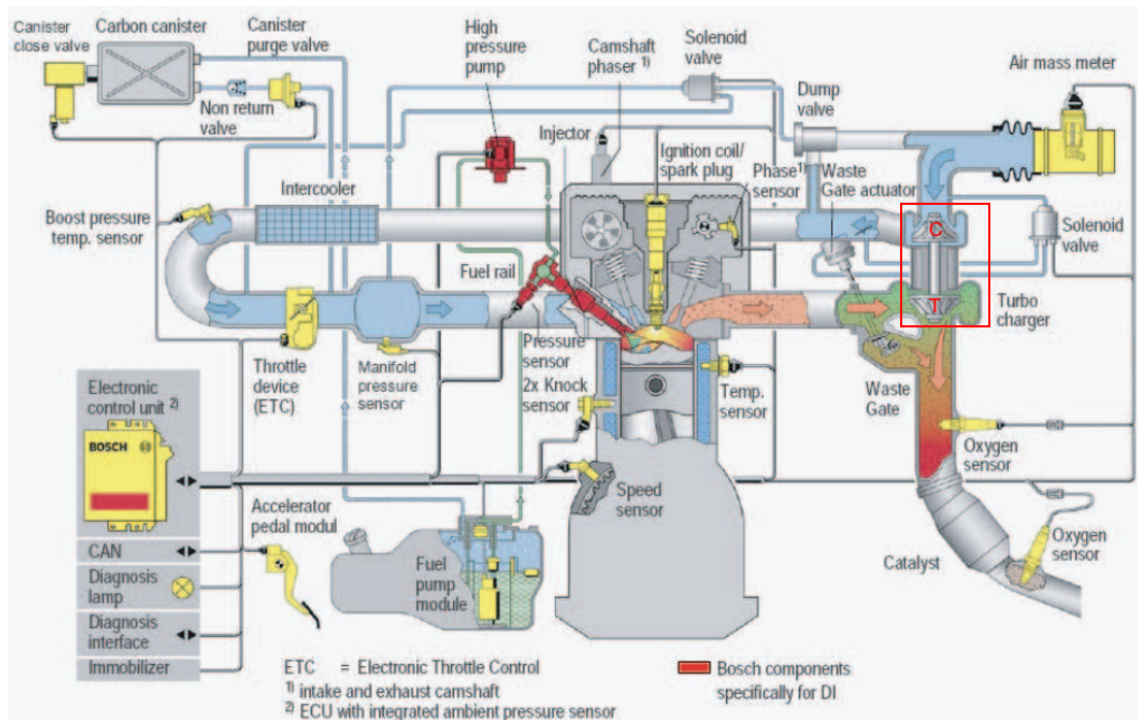 Canister
close valve
Carbon canister
Canister
purge valve
Non return
valve
High
pressure
pump
Camshaft
phaser 1)
Solenoid
valve
Dump
valve
Air mass meter
Injector
Ignition coil/
spark plug
Phase 1)
sensor
Waste
Gate actuator
Intercooler
Boost pressure
temp. sensor
Solenoid
valve
C
T
Fuel rail
Turbo
charger
Throttle
device
(ETC)
Manifold
pressure
sensor
Pressure
sensor
2x Knock
sensor
Temp.
sensor
Waste
Gate
Electronic
control unit 2)
BOSCH
Oxygen
sensor
Speed
sensor
Accelerator
pedal modul
Oxygen
sensor
CAN
Fuel
pump
module
Catalyst
Diagnosis
lamp
Diagnosis
interface
Immobilizer
ETC = Electronic Throttle Control
1) intake and exhaust camshaft
2) ECU with integrated ambient pressure sensor
Bosch components
specifically for DI